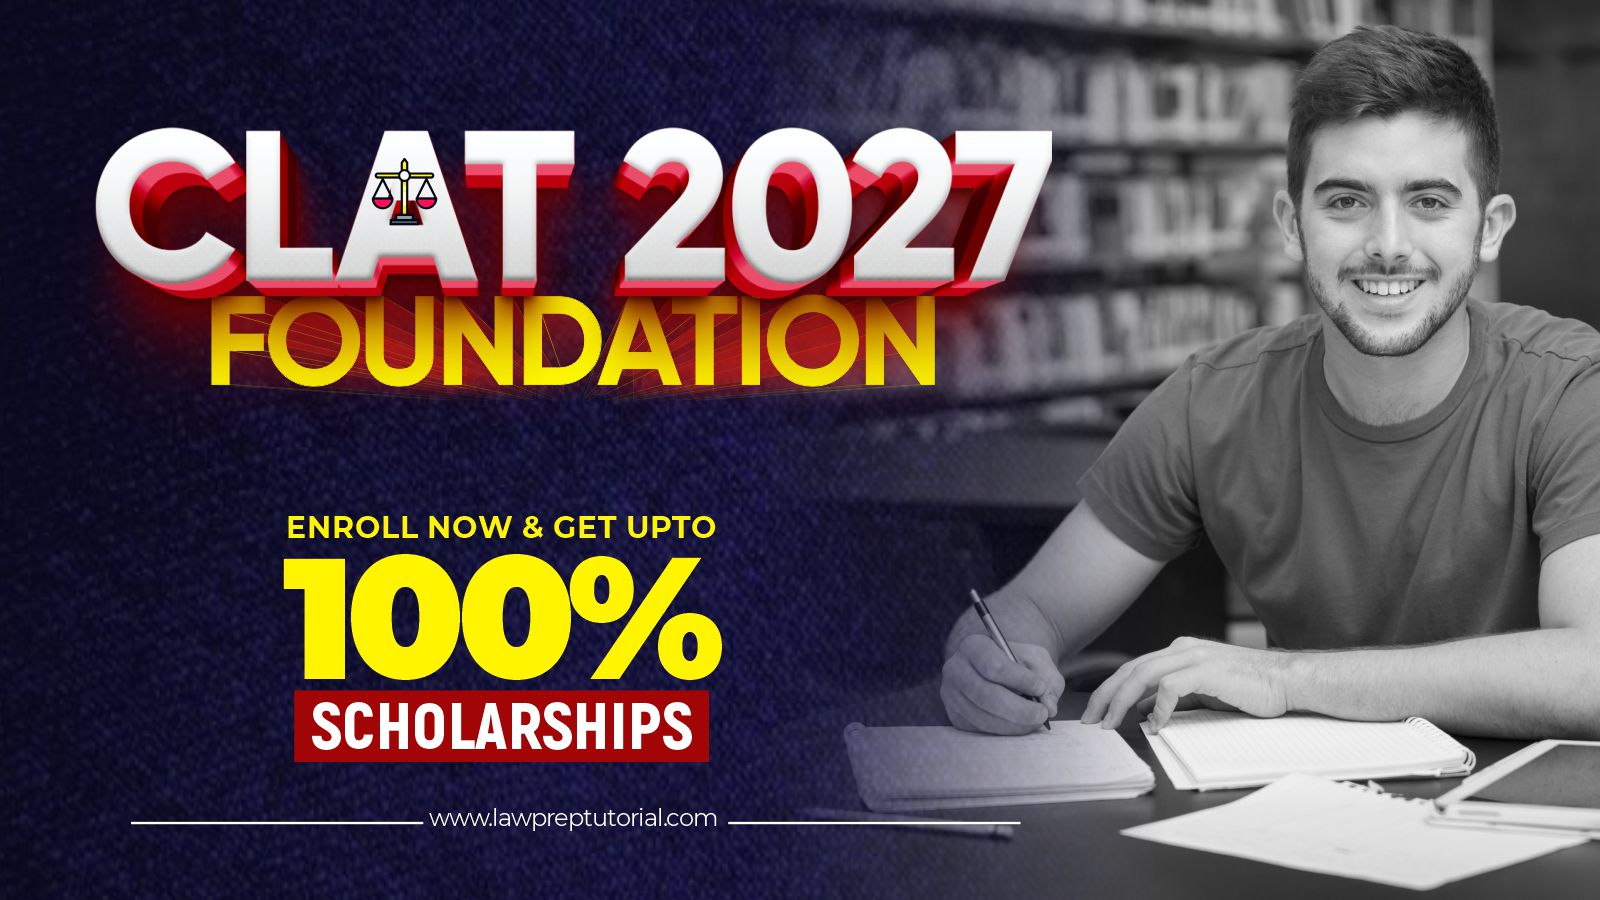 CLAT 2027
FOUNDATION
ENROLL NOW & GET UPTO
100%
SCHOLARSHIPS
www.lawpreptutorial.com